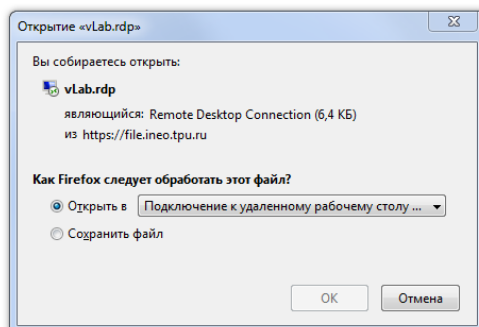 Открытие «vLab.rdp»
Вы собираетесь открыть:
vLab.rdp
являющийся: Remote Desktop Connection (6,4 КБ)
из https://file.ineo.tpu.ru
Как Firefox следует обработать этот файл?
Открыть в Подключение к удаленному рабочему столу ...
Сохранить файл
ОК Отмена